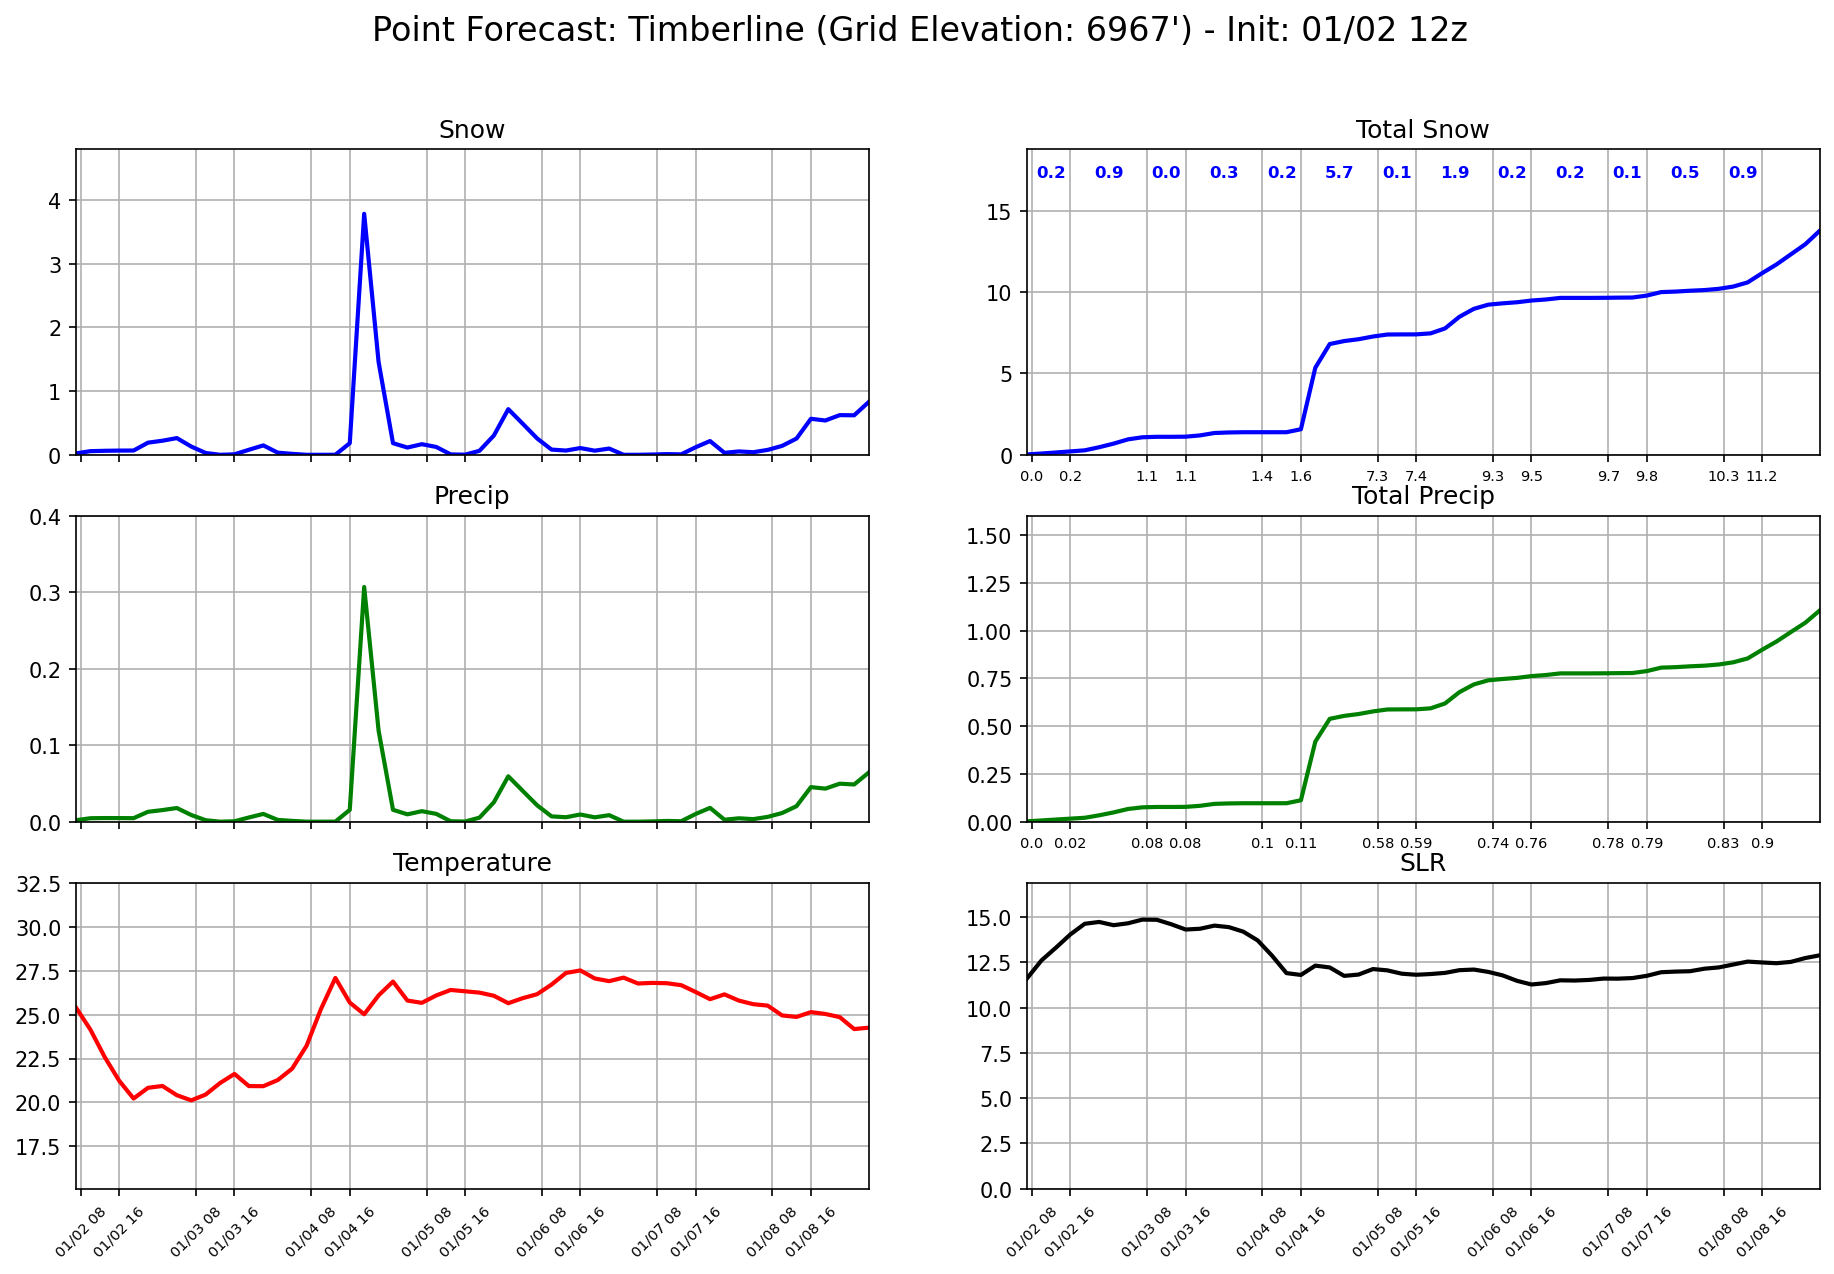 Point Forecast: Timberline (Grid Elevation: 6967') - Init: 01/02 12z
Snow
4
3
2
1
0
Total Snow
0.2 0.9 0.0 0.3 0.2 5.7 0.1 1.9 0.2 0.2 0.1 0.5 0.9
15
10
5
0
0.0 0.2 1.1 1.1 1.4 1.6 7.3 7.4 9.3 9.5 9.7 9.8 10.3 11.2
Precip
0.4
0.3
0.2
0.1
0.0
Total Precip
1.50
1.25
1.00
0.75
0.50
0.25
0.00
0.0 0.02 0.08 0.08 0.1 0.11 0.58 0.59 0.74 0.76 0.78 0.79 0.83 0.9
Temperature
32.5
30.0
27.5
25.0
22.5
20.0
17.5
01/02 08 01/02 16 01/03 08 01/03 16 01/04 08 01/04 16 01/05 08 01/05 16 01/06 08 01/06 16 01/07 08 01/07 16 01/08 08 01/08 16
SLR
15.0
12.5
10.0
7.5
5.0
2.5
0.0
01/02 08 01/02 16 01/03 08 01/03 16 01/04 08 01/04 16 01/05 08 01/05 16 01/06 08 01/06 16 01/07 08 01/07 16 01/08 08 01/08 16